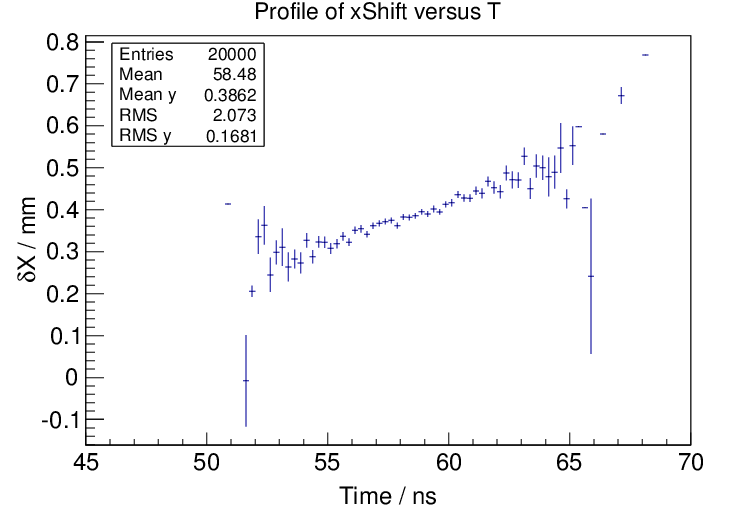 Profile of xShift versus T
Entries 20000
Mean 58.48
Mean y 0.3862
RMS 2.073
RMS y 0.1681
0.8
0.7
0.6
0.5
0.4
0.3
0.2
0.1
0
-0.1
δX / mm
45 50 55 60 65 70
Time / ns